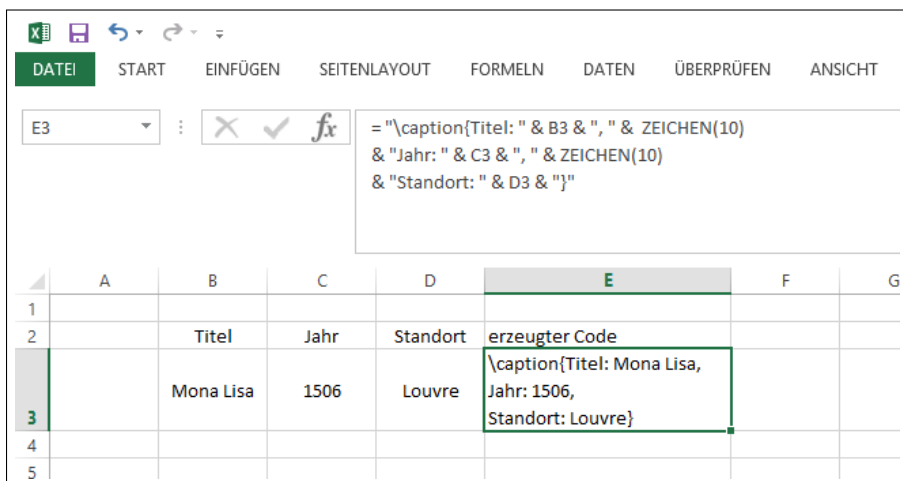 DATEI START EINFÜGEN SEITENLAYOUT FORMELN DATEN ÜBERPRÜFEN ANSICHT
E3 fx = "\caption{Titel: " & B3 & ", " &  ZEICHEN(10)
& "Jahr: " & C3 & ", " & ZEICHEN(10)
& "Standort: " & D3 & "}"
A B C D E F G
1
2 Titel Jahr Standort erzeugter Code
\caption{Titel: Mona Lisa,
Mona Lisa 1506 Louvre Jahr: 1506,
3 Standort: Louvre}
4
5